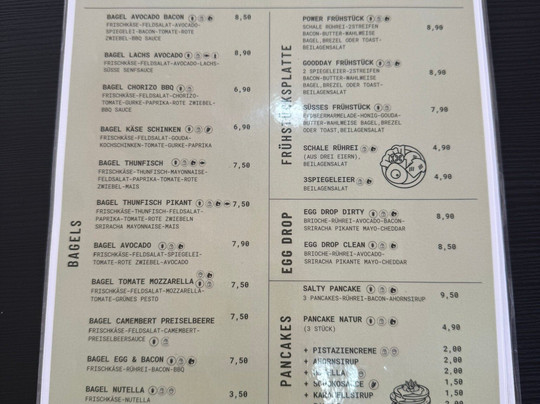 BAGELS
BAGEL AVOCADO BACON 8,50
FRISCHKÄSE-FELDSALAT-AVOCADO-
SPIEGELEI-BACON-TOMATE-ROTE
ZWIEBEL-BBQ SAUCE
BAGEL LACHS AVOCADO 8,90
FRISCHKÄSE-FELDSALAT-AVOCADO-LACHS-
SÜSSE SENFSAUCE
BAGEL CHORIZO BBQ 6,90
FRISCHKÄSE-FELDSALAT-CHORIZO-
TOMATE-GURKE-PAPRIKA-ROTE ZWIEBEL-
BBQ SAUCE
BAGEL KÄSE SCHINKEN 6,90
FRISCHKÄSE-FELDSALAT-GOUDA-
KOCHSCHINKEN-TOMATE-GURKE-PAPRIKA
BAGEL THUNFISCH 7,50
FRISCHKÄSE-THUNFISCH-MAYONNAISE-
FELDSALAT-PAPRIKA-TOMATE-ROTE
ZWIEBEL-MAIS
BAGEL THUNFISCH PIKANT 7,50
FRISCHKÄSE-THUNFISCH-FELDSALAT-
PAPRIKA-TOMATE-ROTE ZWIEBELN
SRIRACHA MAYONNAISE-MAIS
BAGEL AVOCADO 7,90
FRISCHKÄSE-FELDSALAT-SPIEGELEI-
TOMATE-ROTE ZWIEBEL-AVOCADO
BAGEL TOMATE MOZZARELLA 7,50
FRISCHKÄSE-FELDSALAT-MOZZARELLA-
TOMATE-GRÜNES PESTO
BAGEL CAMEMBERT PREISELBEERE 7,50
FRISCHKÄSE-FELDSALAT-CAMEMBERT-
PREISELBEERSAUCE
BAGEL EGG & BACON 7,50
FRISCHKÄSE-RÜHREI-BACON-BBQ
BAGEL NUTELLA 3,50
FRISCHKÄSE-NUTELLA
FRÜHSTÜCKSPLATTE
POWER FRÜHSTÜCK 8,90
SCHALE RÜHREI-2STREIFEN
BACON-BUTTER-WAHLWEISE
BAGEL,BREZEL ODER TOAST-
BEILAGENSALAT
GOODDAY FRÜHSTÜCK 8,90
2 SPIEGELEIER-2STREIFEN
BACON-BUTTER-WAHLWEISE
BAGEL,BREZEL ODER TOAST-
BEILAGENSALAT
SÜSSES FRÜHSTÜCK 7,90
-HONIG-GOUDA-
BUTTER-WAHLWEISE BAGEL,BREZEL
ODER TOAST,BEILAGENSALAT
SCHALE RÜHREI 4,90
(AUS DREI EIERN),
BEILAGENSALAT
3SPIEGELEIER 4,90
BEILAGENSALAT
EGG DROP
EGG DROP DIRTY 8,90
BRIOCHE-RÜHREI-AVOCADO-BACON-
SRIRACHA PIKANTE MAYO-CHEDDAR
EGG DROP CLEAN 8,50
BRIOCHE-RÜHREI-AVOCADO-
SRIRACHA PIKANTE MAYO-CHEDDAR
PANCAKES
SALTY PANCAKE 9,50
3 PANCAKES-RÜHREI-BACON-AHORNSIRUP
PANCAKE NATUR 4,90
(3 STÜCK)
+ PISTAZIENCREME 2,00
+ AHORNSIRUP 2,00
+ NUTELLA 2,00
+ SCHOKOSAUCE 1,50
+ KARAMELLSIRUP 1,50